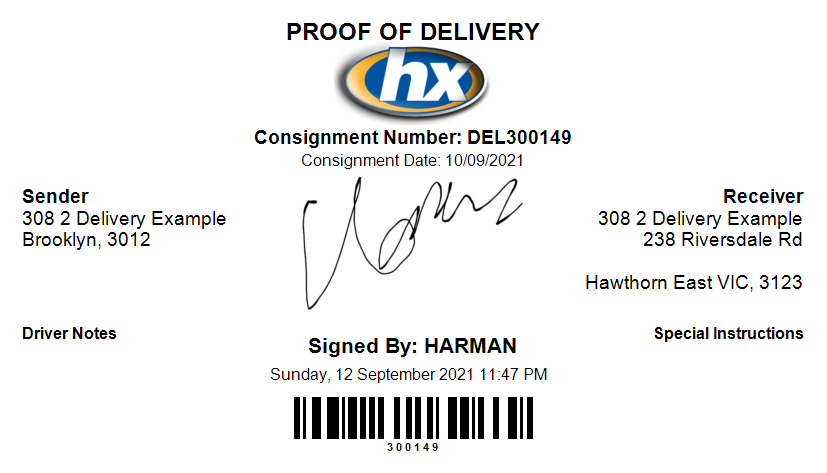 PROOF OF DELIVERY
hx
Consignment Number: DEL300149
Consignment Date: 10/09/2021
Sender
308 2 Delivery Example
Brooklyn, 3012
Receiver
308 2 Delivery Example
238 Riversdale Rd
Hawthorn East VIC, 3123
Driver Notes
Special Instructions
Signed By: HARMAN
Sunday, 12 September 2021 11:47 PM
300149